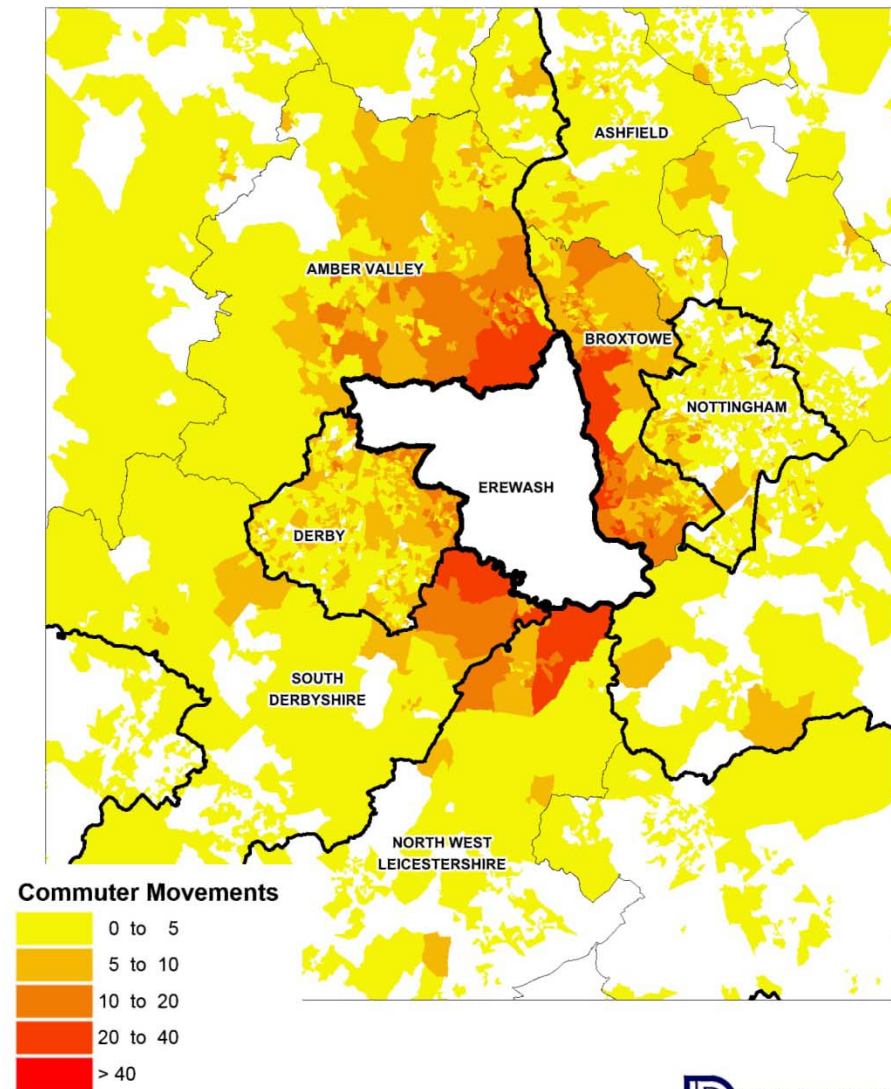 ASHFIELD
AMBER VALLEY
BROXTOWE
NOTTINGHAM
EREWASH
DERBY
SOUTH
DERBYSHIRE
NORTH WEST
LEICESTERSHIRE
Commuter Movements
0 to 5
5 to 10
10 to 20
20 to 40
> 40